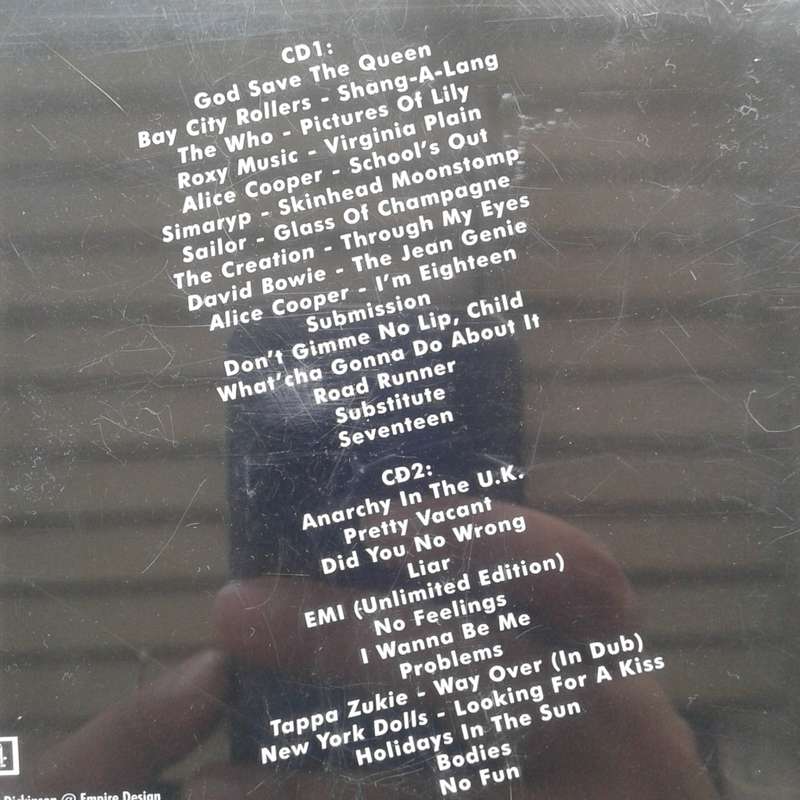 CD1:
God Save The Queen
Bay City Rollers - Shang-A-Lang
The Who - Pictures Of Lily
Roxy Music - Virginia Plain
Alice Cooper - School's Out
Simaryp - Skinhead Moonstomp
Sailor - Glass Of Champagne
The Creation - Through My Eyes
David Bowie - The Jean Genie
Alice Cooper - I'm Eighteen
Submission
Don't Gimme No Lip, Child
What'cha Gonna Do About It
Road Runner
Substitute
Seventeen
CD2:
Anarchy In The U.K.
Pretty Vacant
Did You No Wrong
Liar
EMI (Unlimited Edition)
No Feelings
I Wanna Be Me
Problems
Tappa Zukie - Way Over (In Dub)
New York Dolls - Looking For A Kiss
Holidays In The Sun
Bodies
No Fun
@ Empire Design